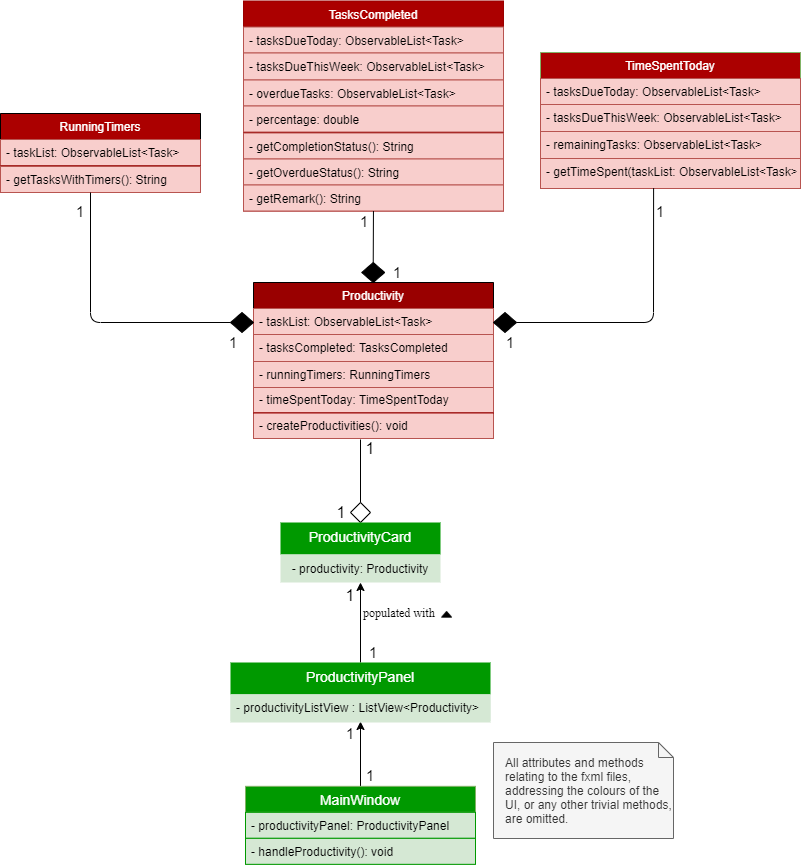 TasksCompleted
- tasksDueToday: ObservableList<Task>
- tasksDueThisWeek: ObservableList<Task>
- overdueTasks: ObservableList<Task>
- percentage: double
- getCompletionStatus(): String
- getOverdueStatus(): String
- getRemark(): String
TimeSpentToday
- tasksDueToday: ObservableList<Task>
- tasksDueThisWeek: ObservableList<Task>
- remainingTasks: ObservableList<Task>
- getTimeSpent(taskList: ObservableList<Task>
RunningTimers
- taskList: ObservableList<Task>
- getTasksWithTimers(): String
1
1
1
1
Productivity
- taskList: ObservableList<Task>
- tasksCompleted: TasksCompleted
- runningTimers: RunningTimers
- timeSpentToday: TimeSpentToday
- createProductivities(): void
1
1
1
1
ProductivityCard
- productivity: Productivity
1
populated with
1
ProductivityPanel
- productivityListView : ListView<Productivity>
1
1
MainWindow
- productivityPanel: ProductivityPanel
- handleProductivity(): void
All attributes and methods
relating to the fxml files,
addressing the colours of the
UI, or any other trivial methods,
are omitted.